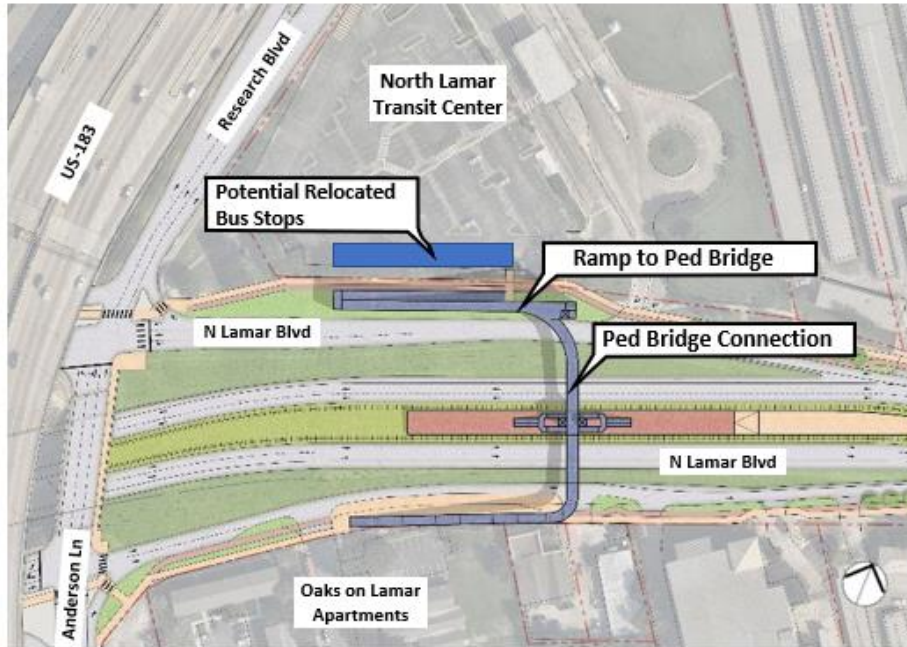 Research Blvd
North Lamar
Transit Center
US-183
Potential Relocated
Bus Stops
Ramp to Ped Bridge
N Lamar Blvd
Ped Bridge Connection
N Lamar Blvd
Anderson Ln
Oaks on Lamar
Apartments